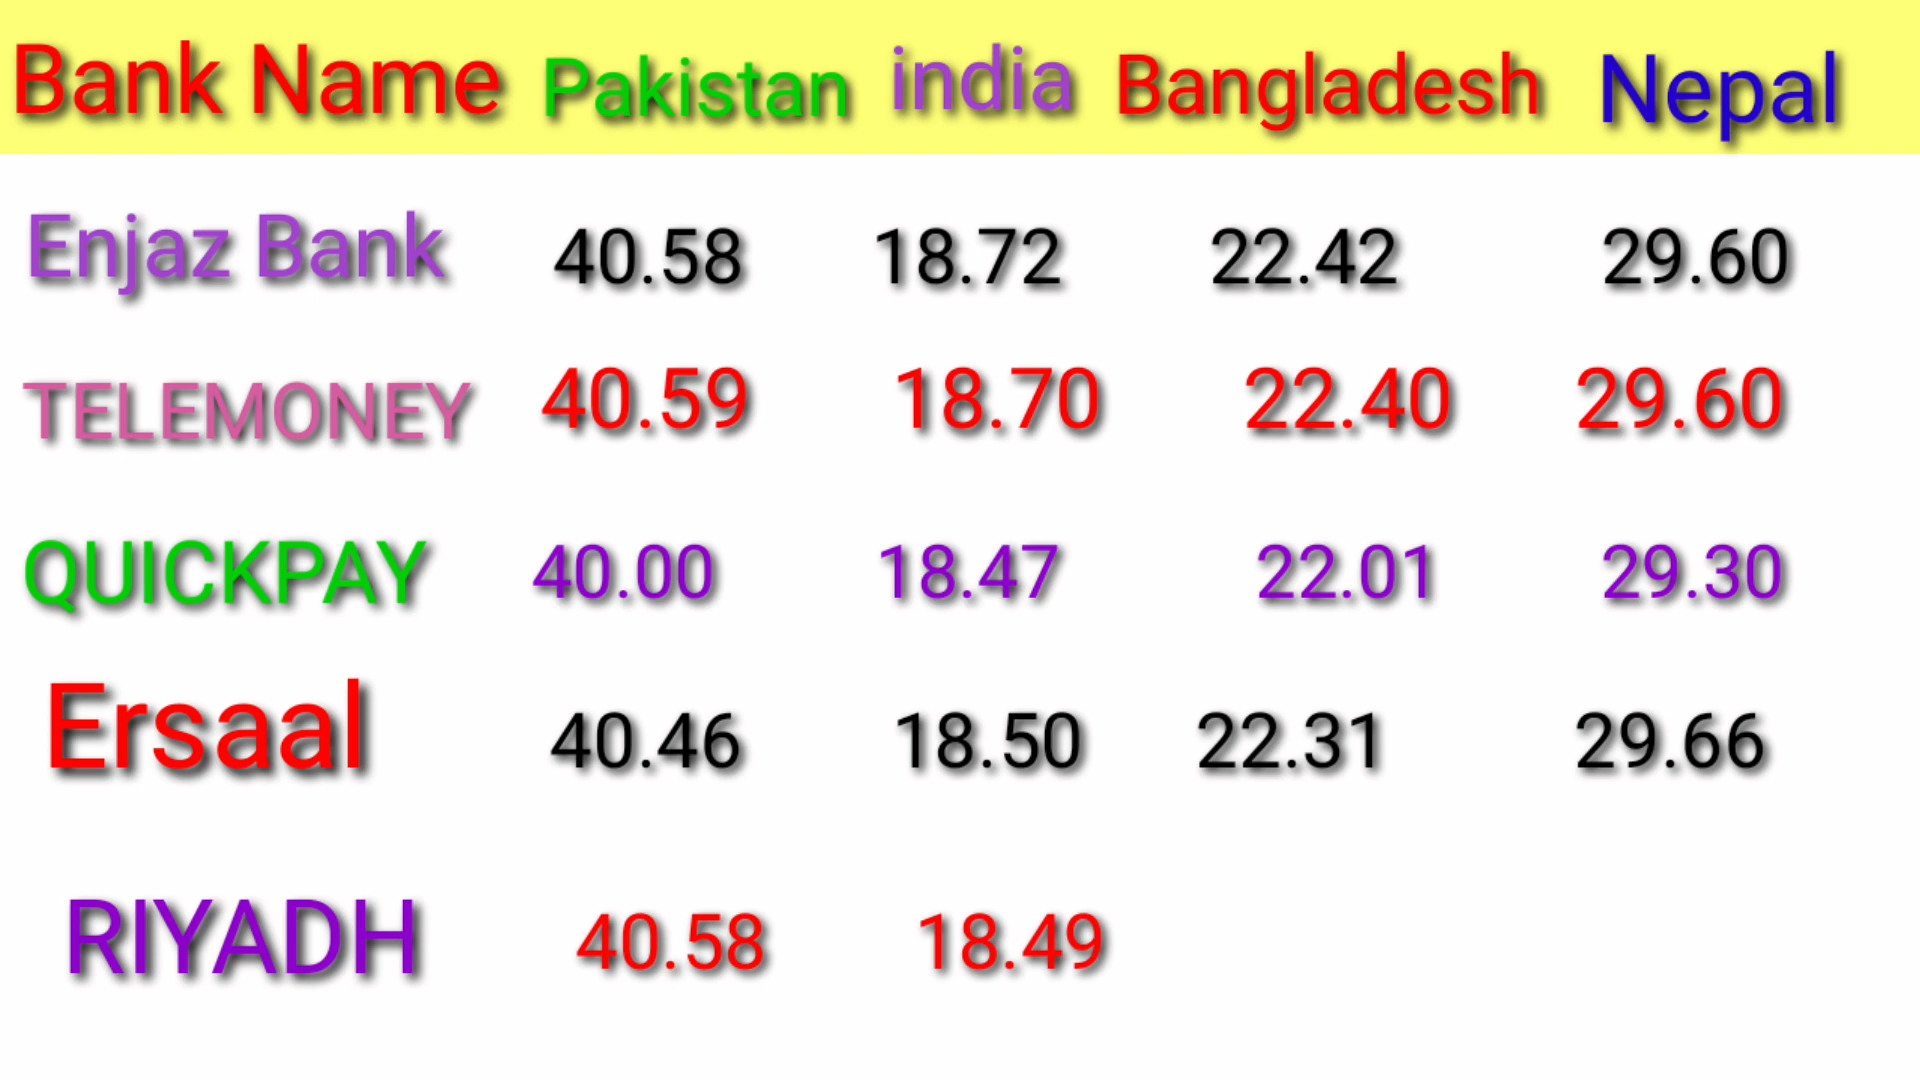 Bank Name Pakistan india Bangladesh Nepal
Enjaz Bank 40.58 18.72 22.42 29.60
TELEMONEY 40.59 18.70 22.40 29.60
QUICKPAY 40.00 18.47 22.01 29.30
Ersaal 40.46 18.50 22.31 29.66
RIYADH 40.58 18.49